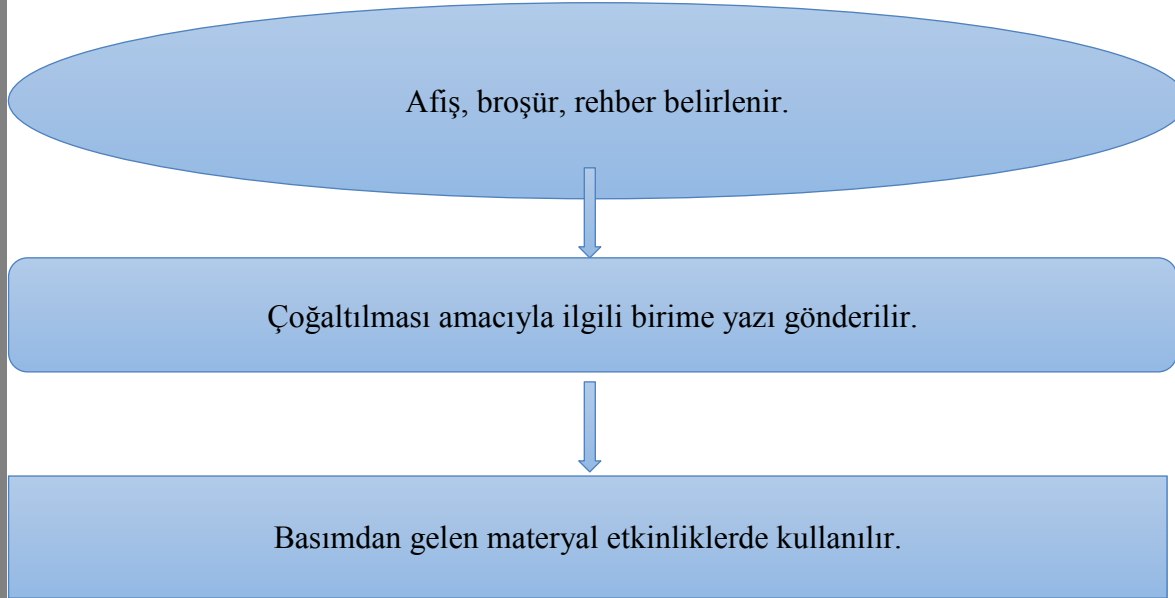 Afiş, broşür, rehber belirlenir.
Çoğaltılması amacıyla ilgili birime yazı gönderilir.
Basımdan gelen materyal etkinliklerde kullanılır.